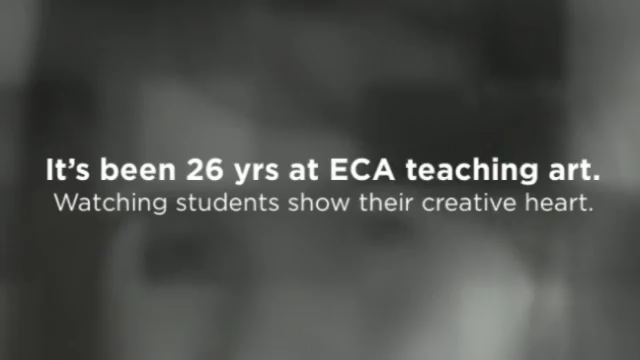 It’s been 26 yrs at ECA teaching art.
Watching students show their creative heart.